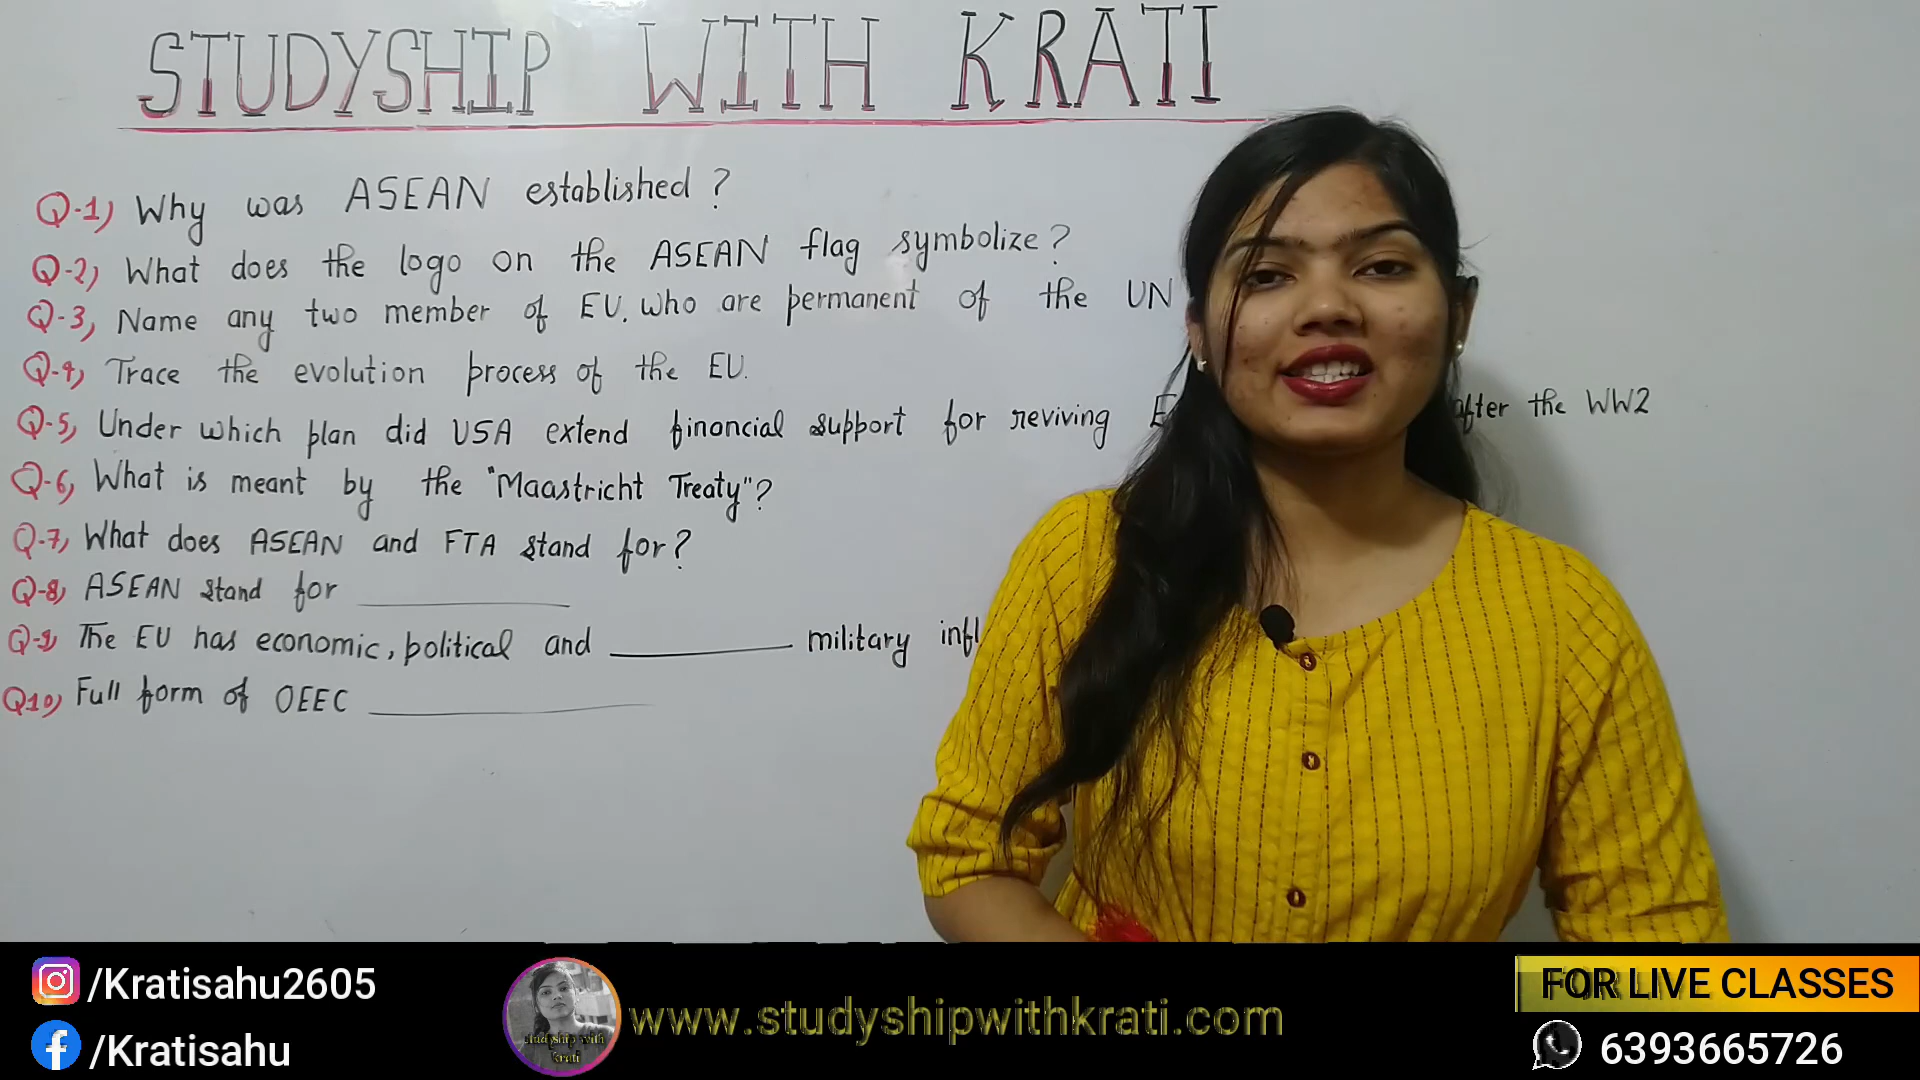 STUDYSHIP WITH KRATI
Q-1) Why was ASEAN established?
Q-2) What does the logo on the ASEAN flag symbolize?
Q-3, Name any two member of EU. who are permanent of the UN
Q-4, Trace the evolution process of the EU.
Q-5, Under which plan did USA extend financial support for reviving after the WW2
Q-6, What is meant by the "Maastricht Treaty"?
Q-7, What does ASEAN and FTA stand for?
Q-8, ASEAN stand for
Q-9, The EU has economic, political and military
Q10, Full form of OEEC
/Kratisahu2605
/Kratisahu
studyship with
krati
www.studyshipwithkrati.com
FOR LIVE CLASSES
6393665726